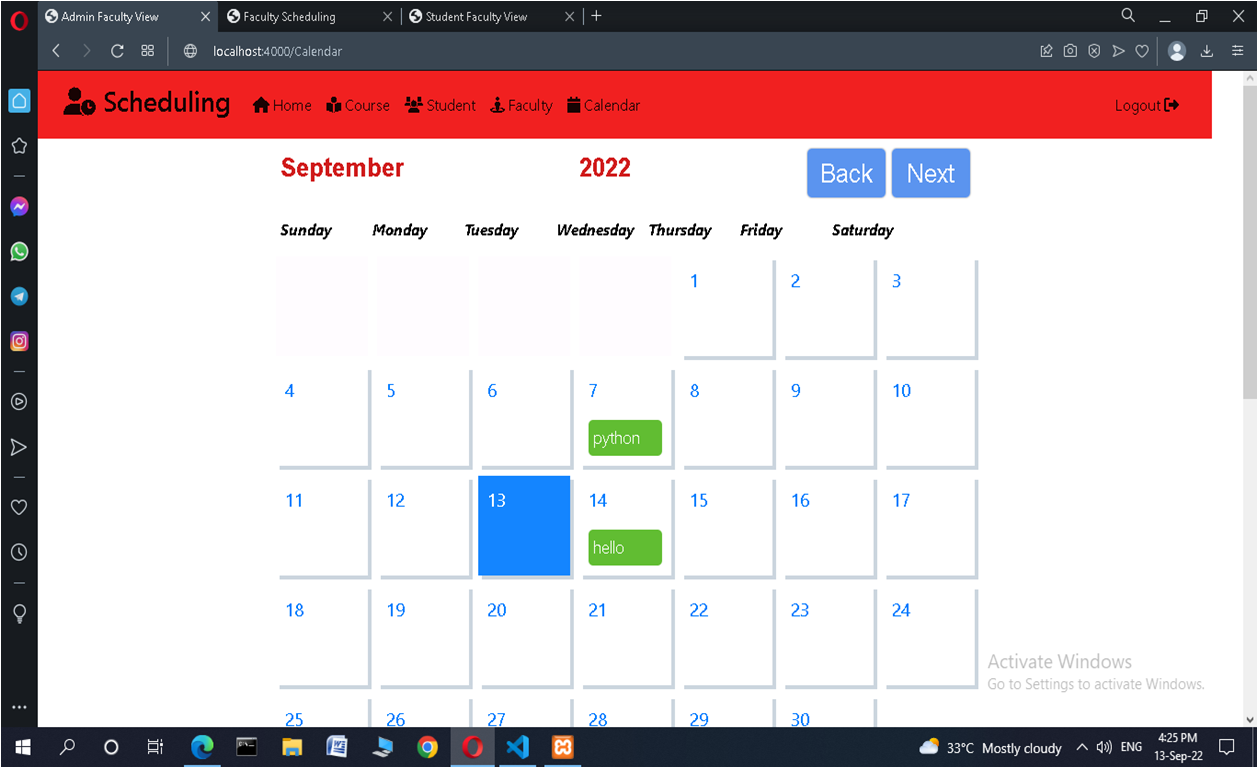 Admin Faculty View
Faculty Scheduling
Student Faculty View
localhost:4000/Calendar
Scheduling Home Course Student Faculty Calendar Logout
September 2022 Back Next
Sunday Monday Tuesday Wednesday Thursday Friday Saturday
1 2 3
4 5 6 7 8 9 10
python
11 12 13 14 15 16 17
hello
18 19 20 21 22 23 24
Activate Windows
Go to Settings to activate Windows.
25 26 27 28 29 30
33°C Mostly cloudy ENG
4:25 PM
13-Sep-22